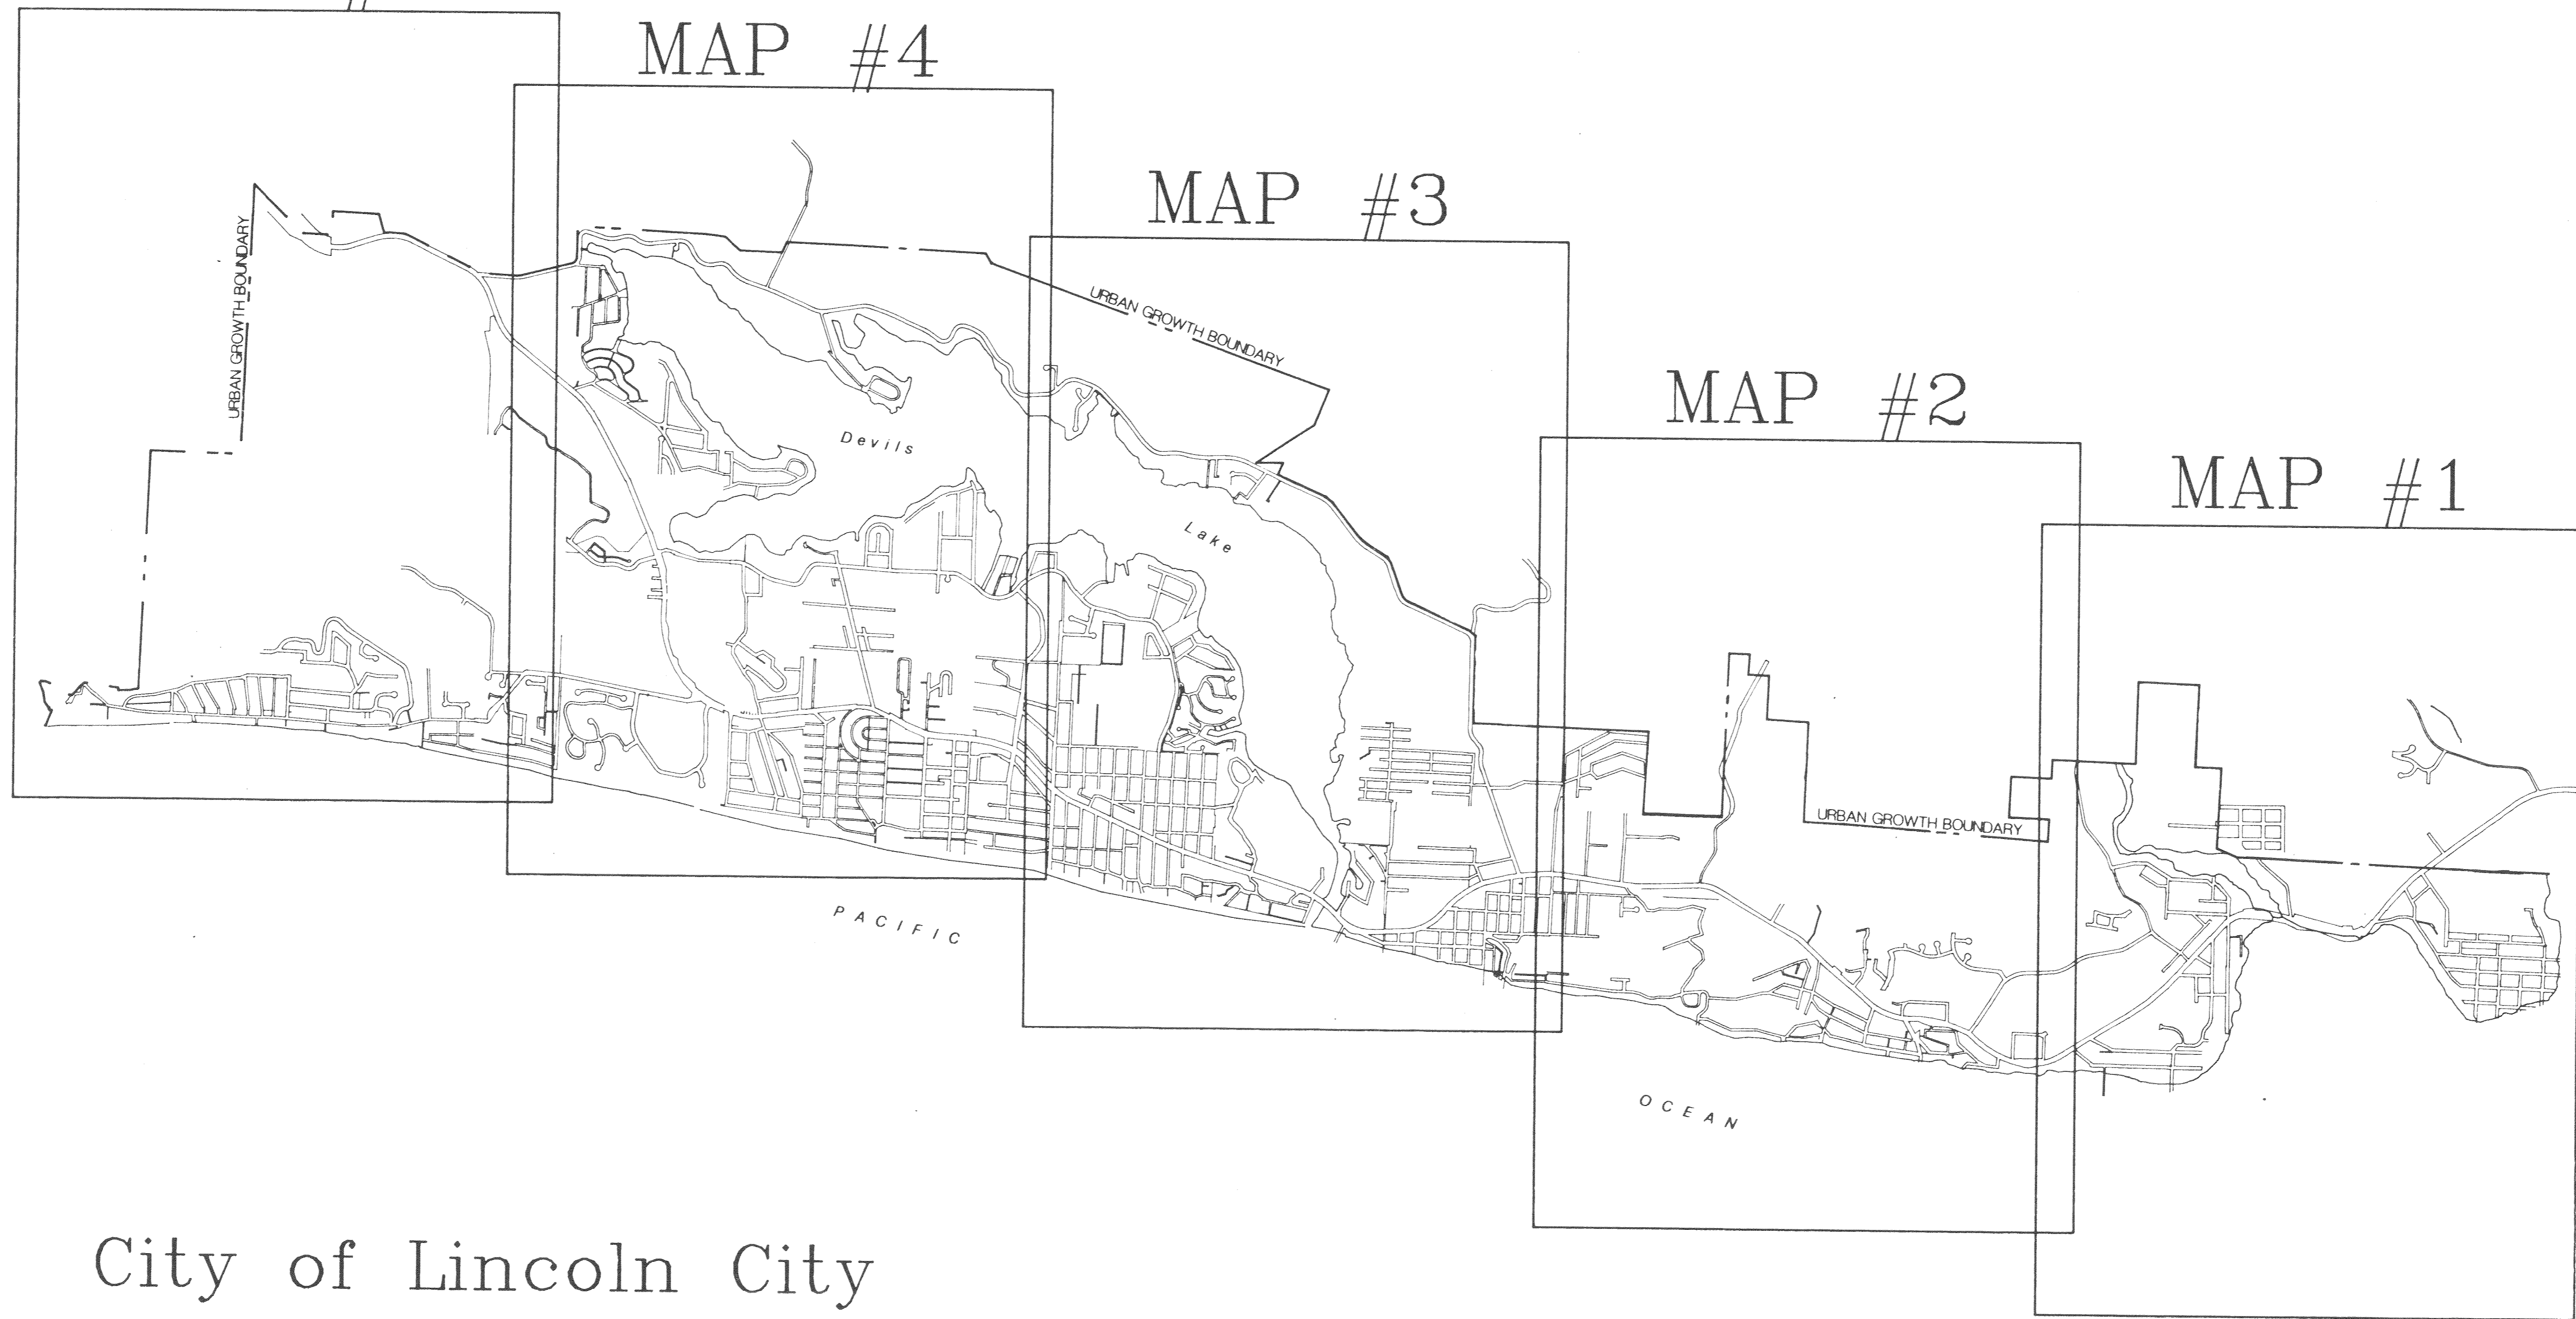 MAP #4
MAP #3
MAP #2
MAP #1
URBAN GROWTH BOUNDARY
URBAN GROWTH BOUNDARY
URBAN GROWTH BOUNDARY
Devils
Lake
PACIFIC
OCEAN
City of Lincoln City